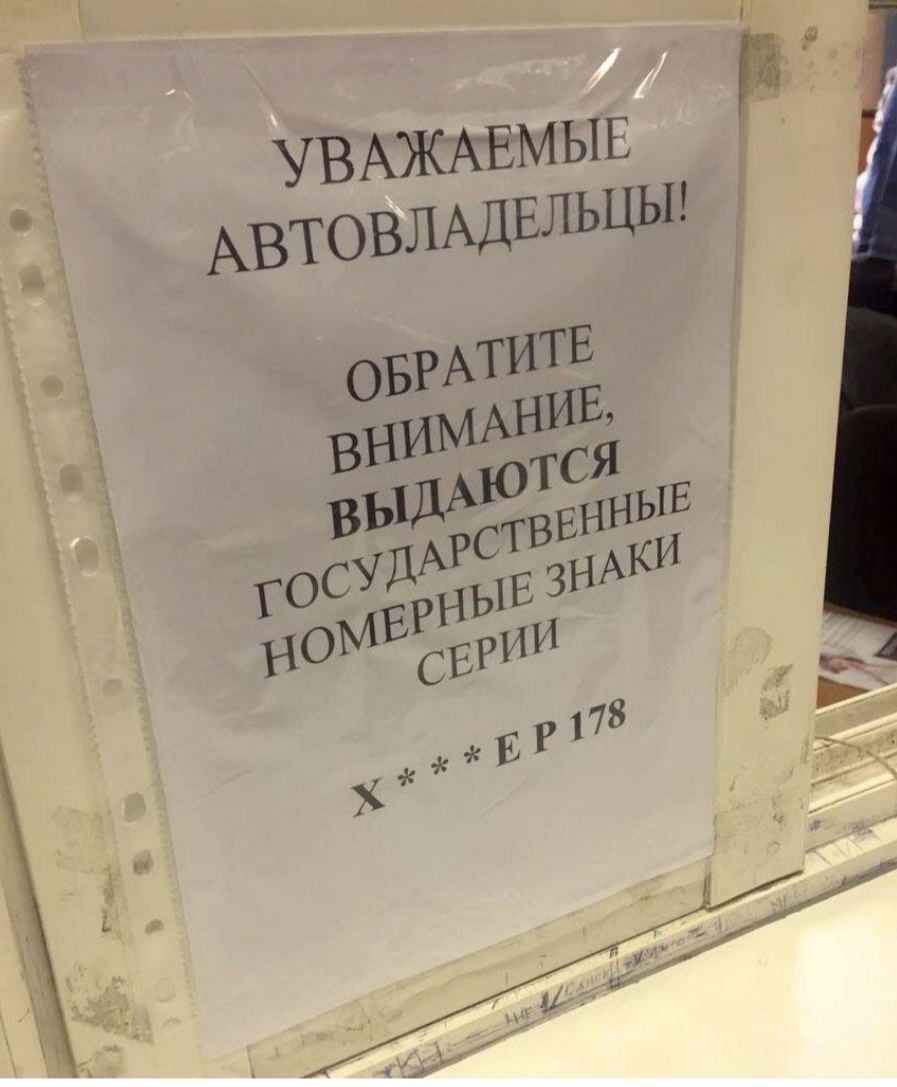 УВАЖАЕМЫЕ
АВТОВЛАДЕЛЬЦЫ!
ОБРАТИТЕ
ВНИМАНИЕ,
ВЫДАЮТСЯ
ГОСУДАРСТВЕННЫЕ
НОМЕРНЫЕ ЗНАКИ
СЕРИИ
Х * * * Е Р 178